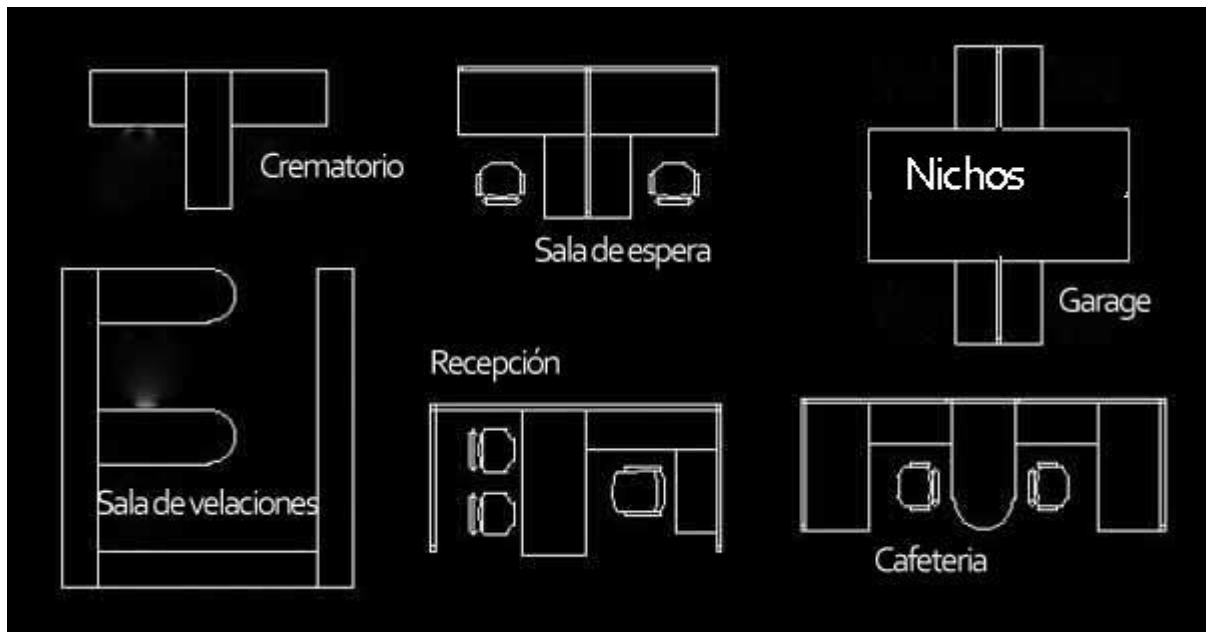 Crematorio
Sala de espera
Nichos
Garage
Recepción
Sala de velaciones
Cafeteria